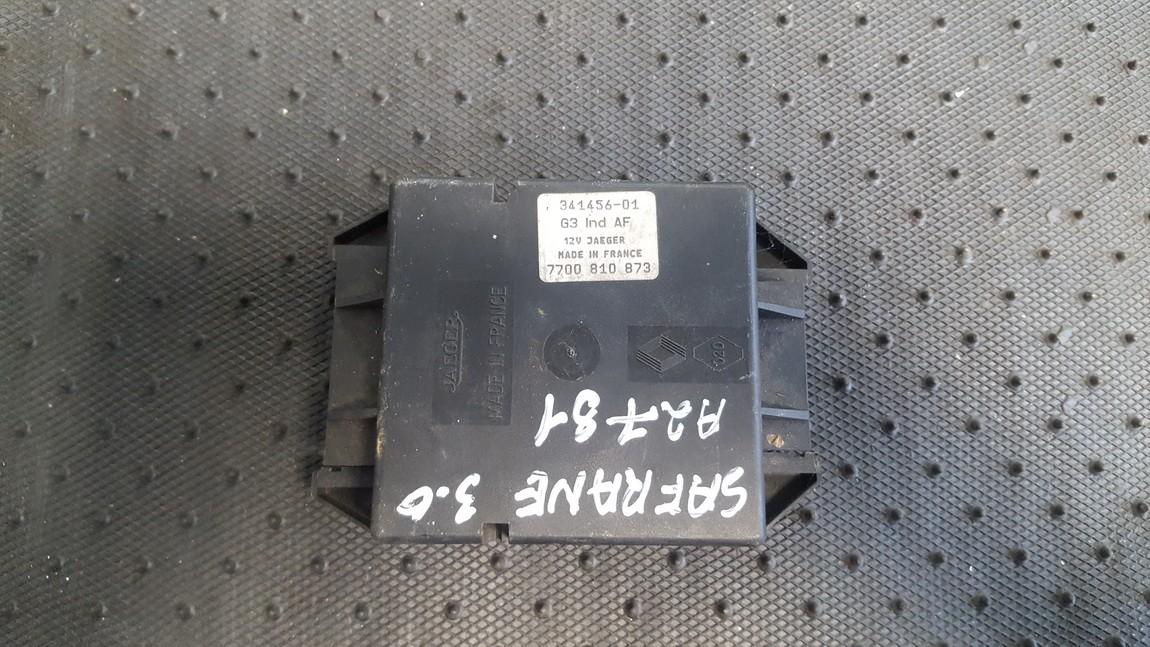 341456-01
G3 Ind AF
12V JAEGER
MADE IN FRANCE
7700 810 873
JAEGER
MADE IN FRANCE
020
SAFRANE 3.0
A2781